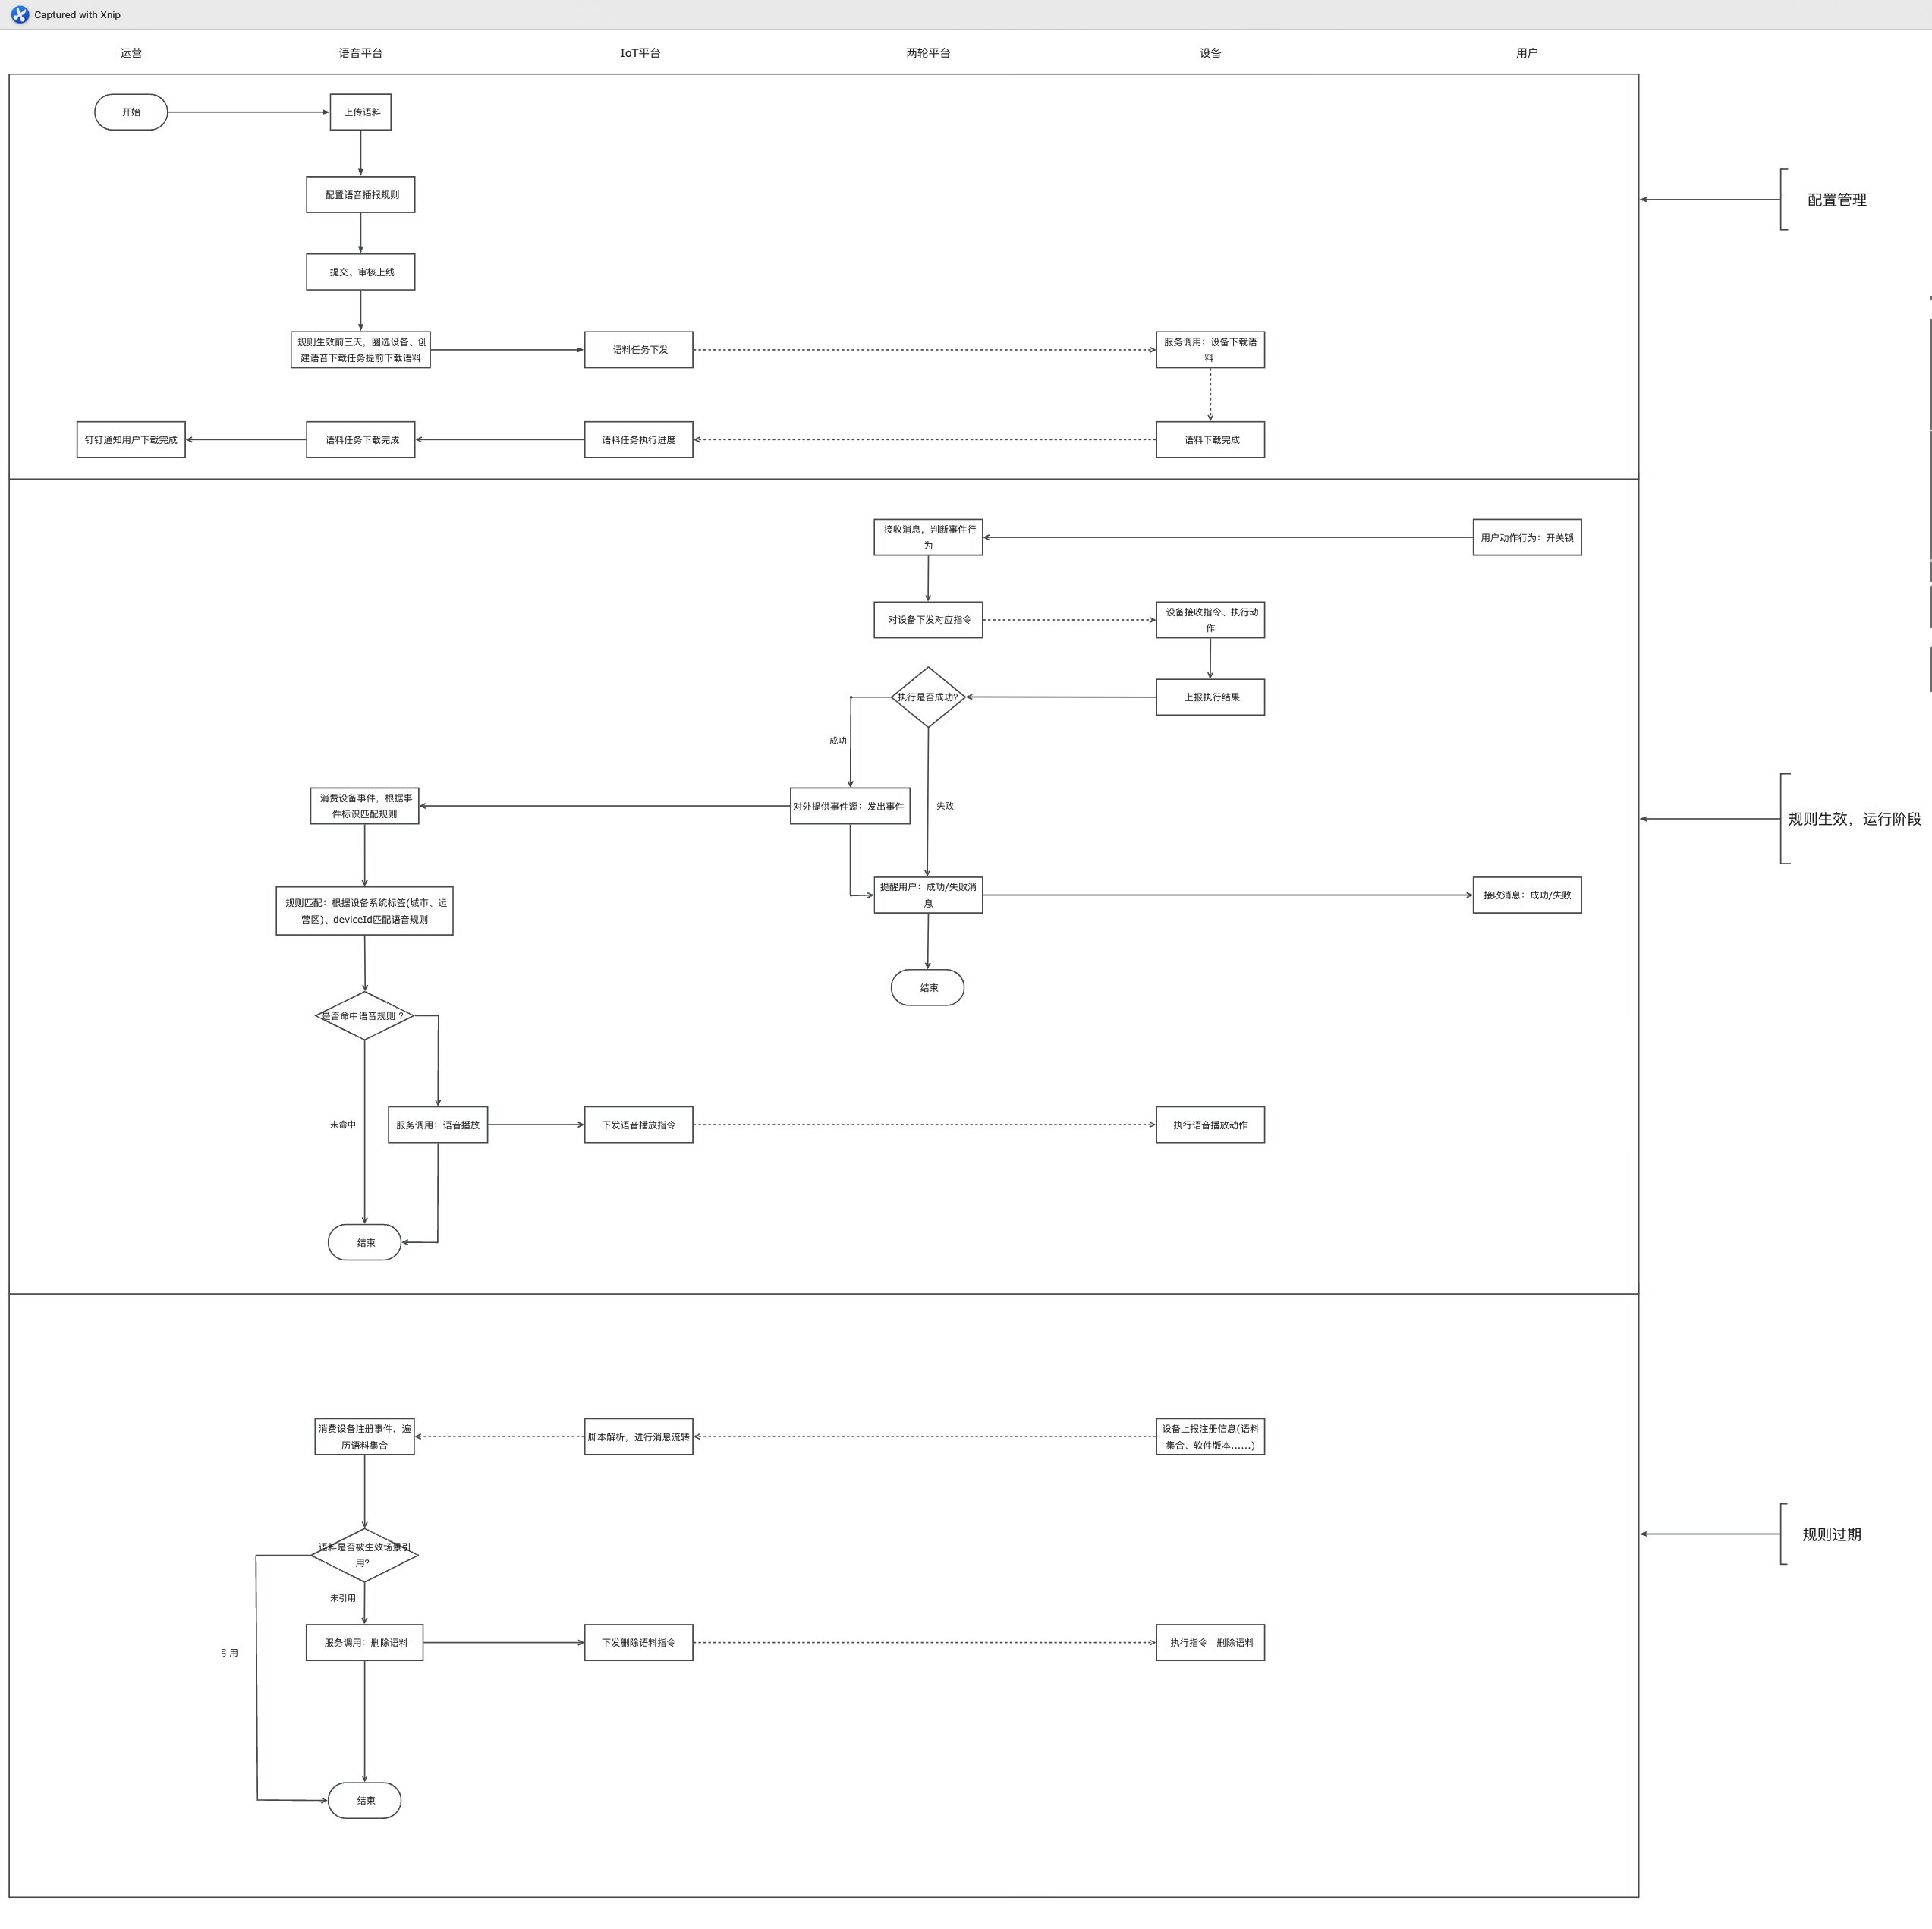 Captured with Xnip
运营
语音平台
IoT平台
两轮平台
设备
用户
开始
上传语料
配置语音播报规则
配置管理
提交、审核上线
规则生效前三天，圈选设备、创
建语音下载任务提前下载语料
语料任务下发
服务调用：设备下载语
料
钉钉通知用户下载完成
语料任务下载完成
语料任务执行进度
语料下载完成
接收消息，判断事件行
为
用户动作行为：开关锁
对设备下发对应指令
设备接收指令、执行动
作
执行是否成功?
上报执行结果
成功
消费设备事件，根据事
件标识匹配规则
对外提供事件源：发出事件
失败
规则生效，运行阶段
规则匹配：根据设备系统标签(城市、运
营区)、deviceId匹配语音规则
提醒用户：成功/失败消
息
接收消息：成功/失败
结束
是否命中语音规则 ?
未命中
服务调用：语音播放
下发语音播放指令
执行语音播放动作
结束
消费设备注册事件，遍
历语料集合
脚本解析，进行消息流转
设备上报注册信息(语料
集合、软件版本......)
规则过期
语料是否被生效场景引
用?
未引用
引用
服务调用：删除语料
下发删除语料指令
执行指令：删除语料
结束